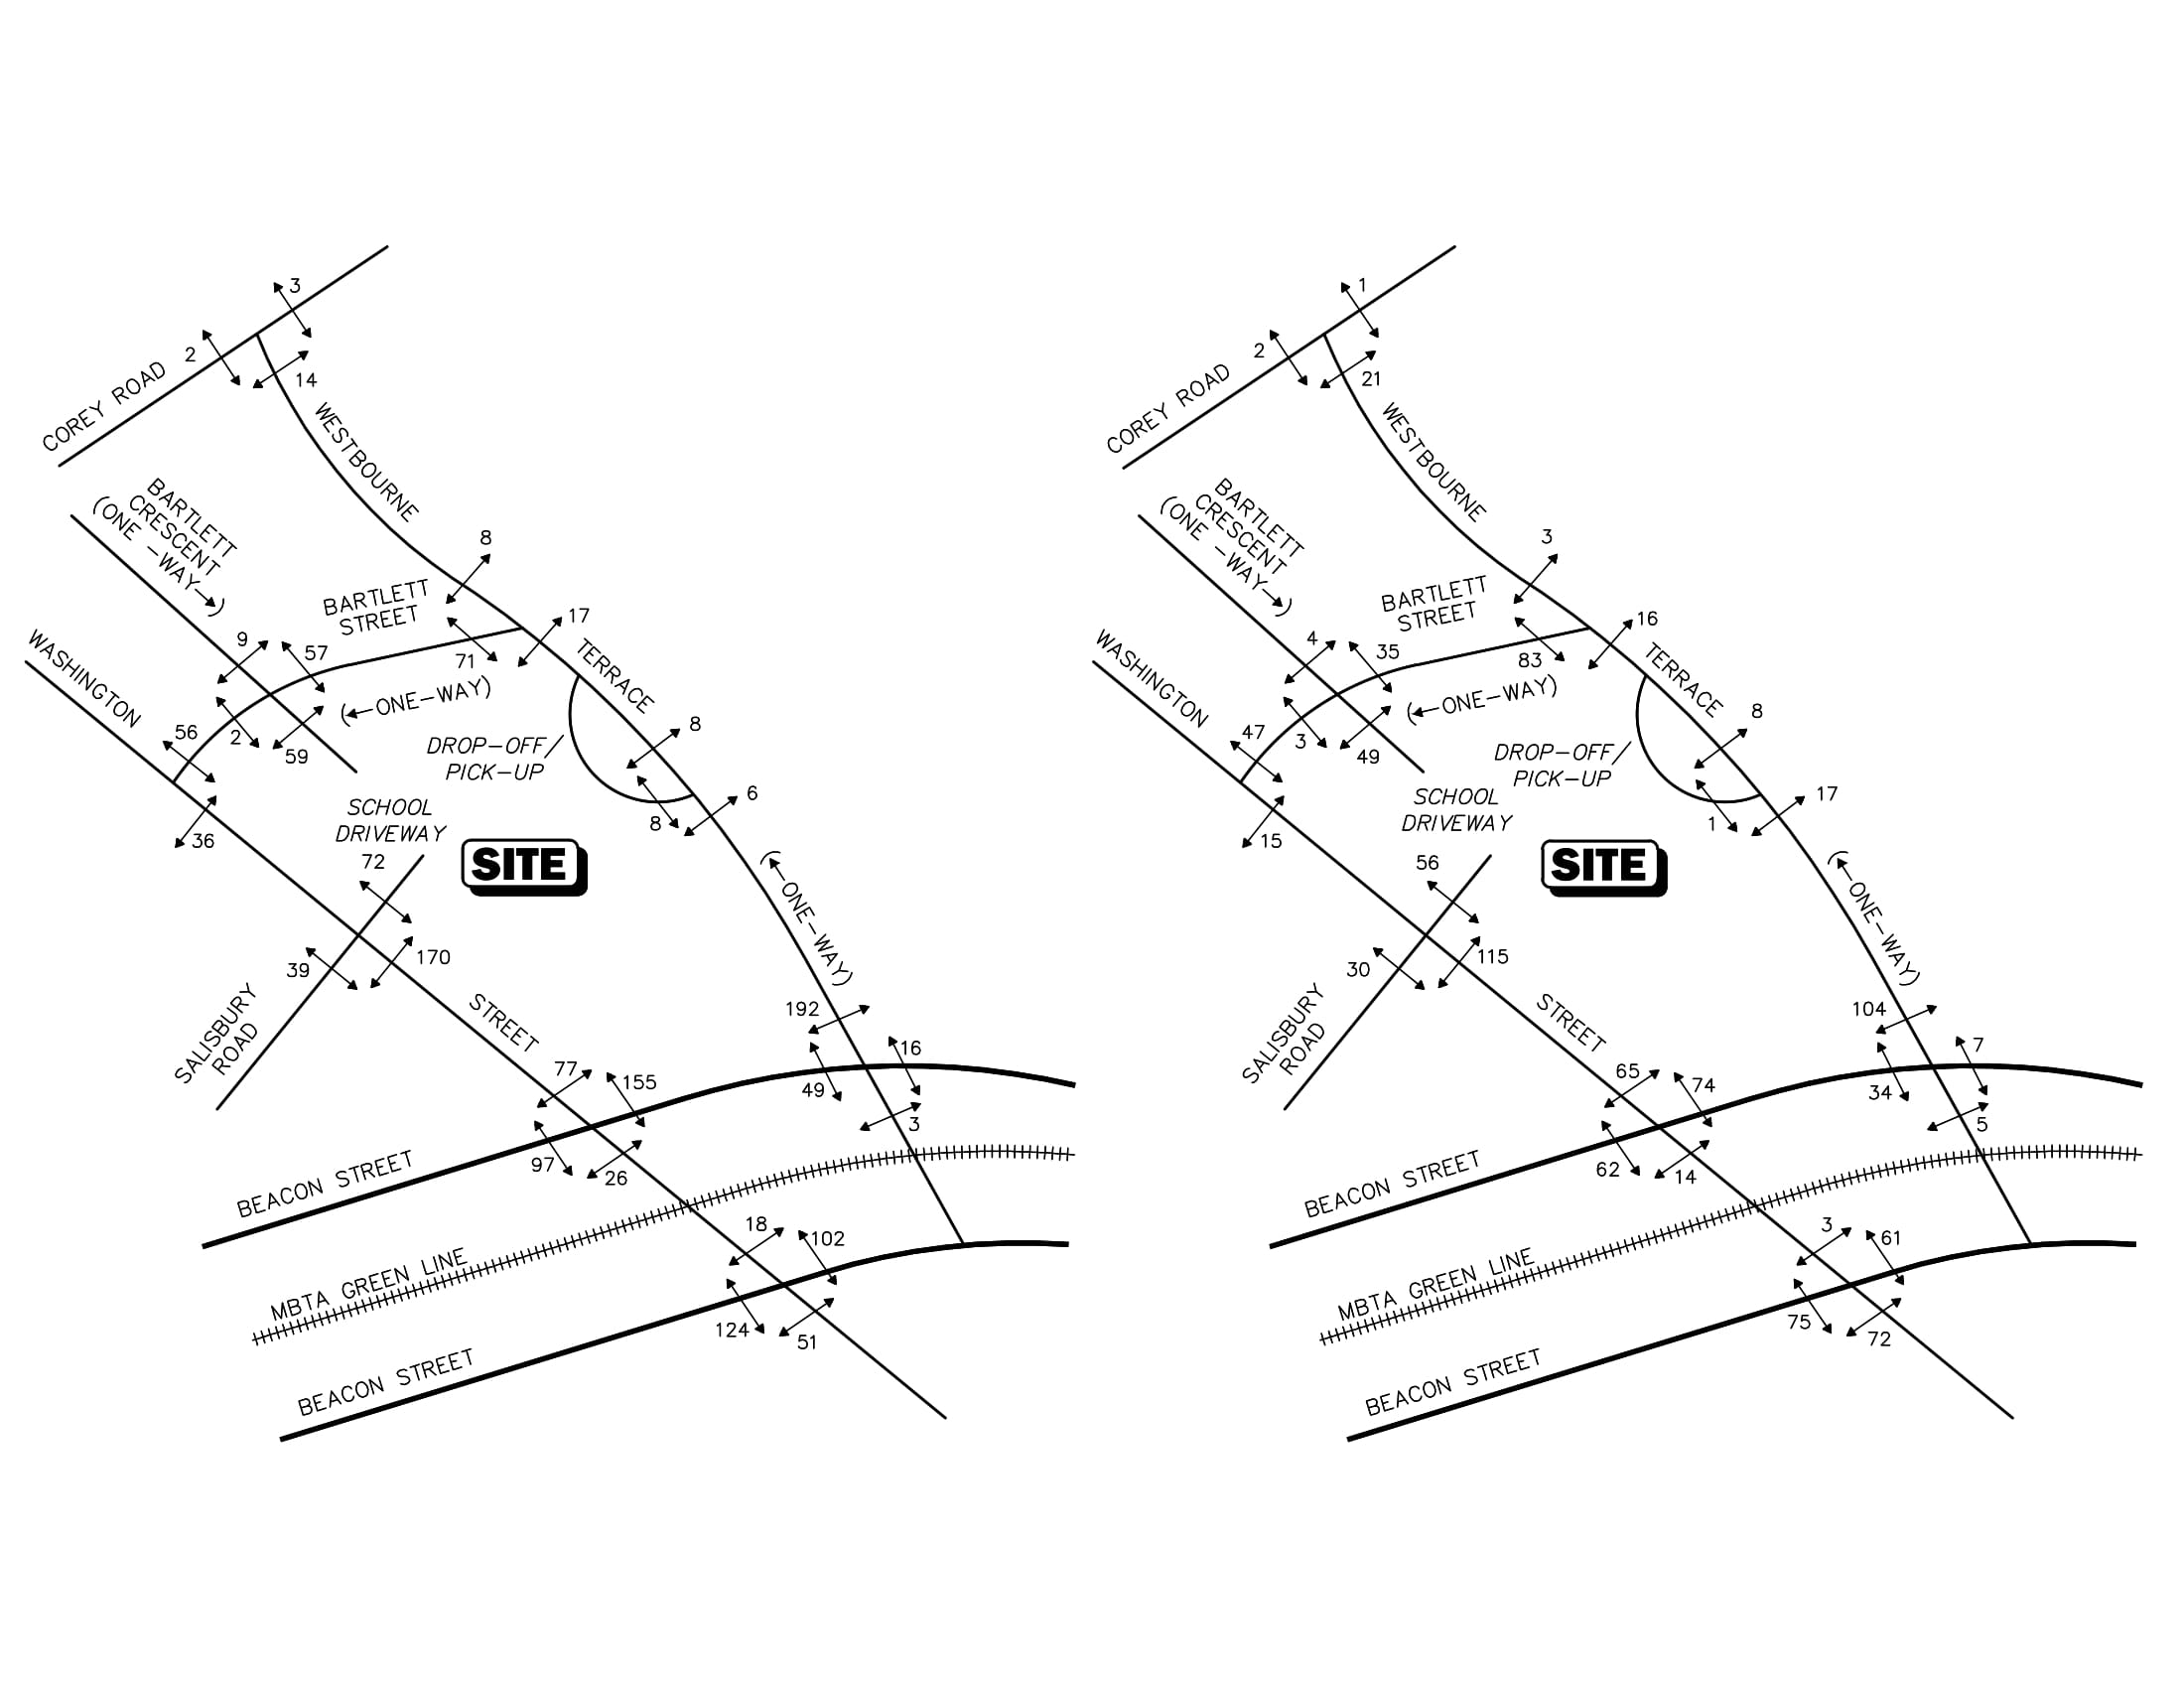 3
2
14
COREY ROAD
WESTBOURNE
BARTLETT
CRESCENT
(ONE -WAY→)
8
BARTLETT
STREET
17
9
57
71
TERRACE
(←ONE-WAY)
WASHINGTON
56
2
59
DROP-OFF
PICK-UP
8
6
8
36
SCHOOL
DRIVEWAY
SITE
72
(←ONE-WAY)
39
170
SALISBURY
ROAD
STREET
192
16
49
3
77
155
97
26
BEACON STREET
18
102
MBTA GREEN LINE
124
51
BEACON STREET
1
2
21
COREY ROAD
WESTBOURNE
BARTLETT
CRESCENT
(ONE -WAY→)
3
BARTLETT
STREET
16
4
35
83
TERRACE
(←ONE-WAY)
WASHINGTON
47
3
49
DROP-OFF
PICK-UP
8
17
1
15
SCHOOL
DRIVEWAY
SITE
56
(←ONE-WAY)
30
115
SALISBURY
ROAD
STREET
104
7
34
5
65
74
62
14
BEACON STREET
3
61
MBTA GREEN LINE
75
72
BEACON STREET